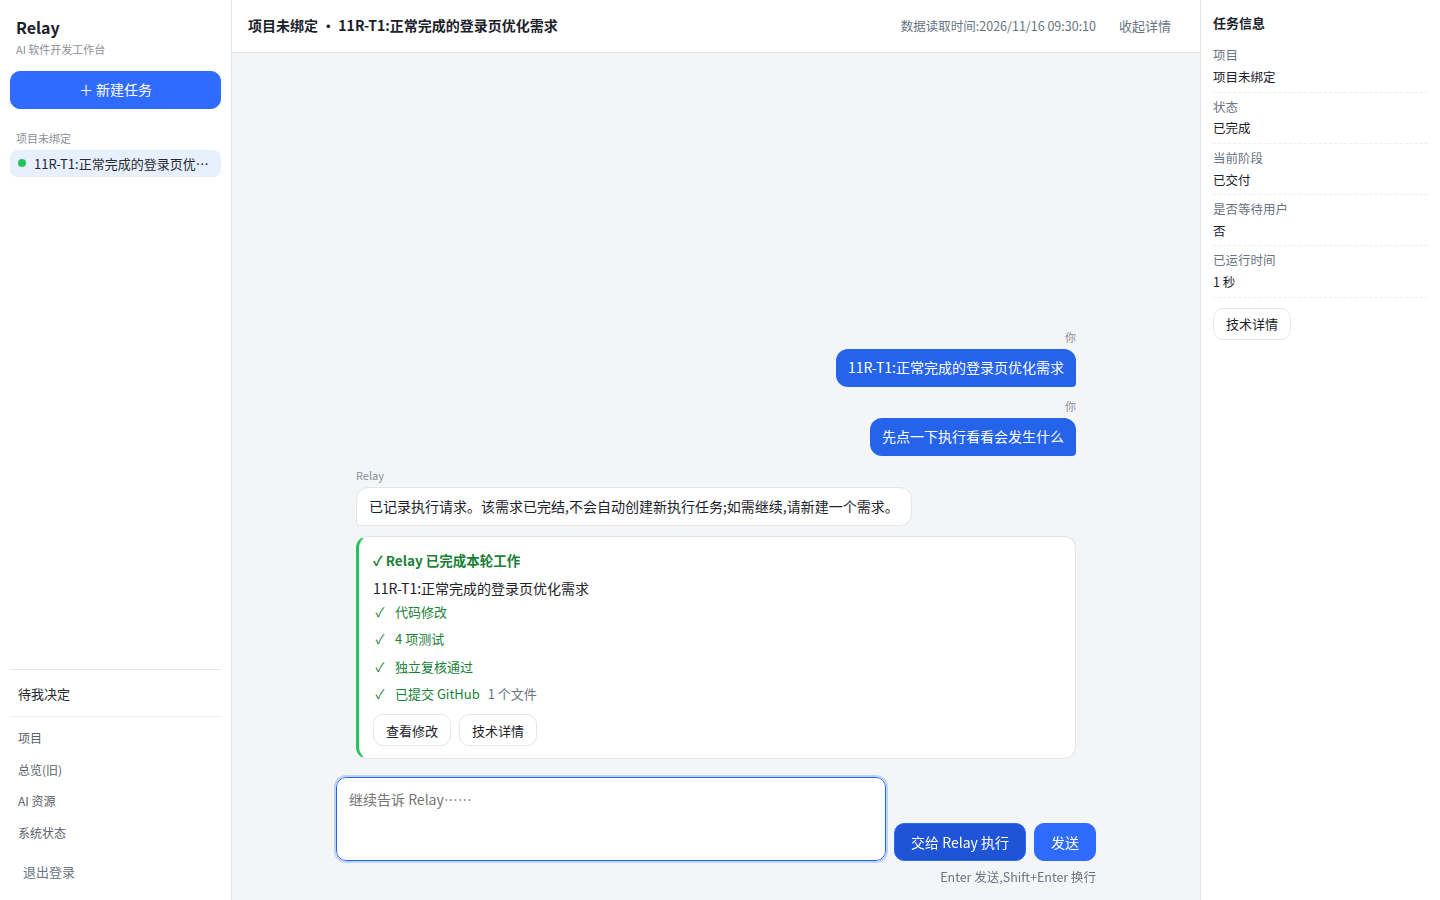 Relay
AI 软件开发工作台
＋ 新建任务
项目未绑定
11R-T1:正常完成的登录页优…
待我决定
项目
总览(旧)
AI 资源
系统状态
退出登录
项目未绑定 · 11R-T1:正常完成的登录页优化需求
数据读取时间:2026/11/16 09:30:10
收起详情
你
11R-T1:正常完成的登录页优化需求
你
先点一下执行看看会发生什么
Relay
已记录执行请求。该需求已完结,不会自动创建新执行任务;如需继续,请新建一个需求。
✓ Relay 已完成本轮工作
11R-T1:正常完成的登录页优化需求
✓ 代码修改
✓ 4 项测试
✓ 独立复核通过
✓ 已提交 GitHub 1 个文件
查看修改
技术详情
继续告诉 Relay……
交给 Relay 执行
发送
Enter 发送,Shift+Enter 换行
任务信息
项目
项目未绑定
状态
已完成
当前阶段
已交付
是否等待用户
否
已运行时间
1 秒
技术详情